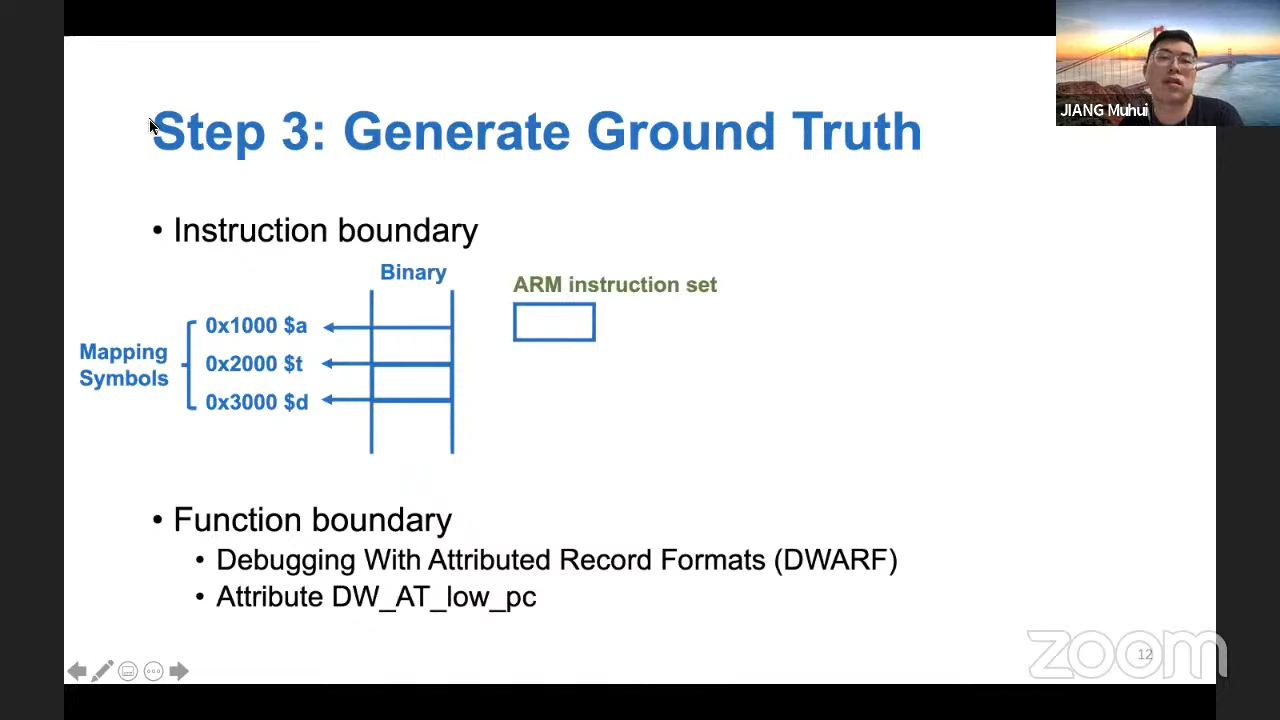 JIANG Muhui
Step 3: Generate Ground Truth
• Instruction boundary
Binary
ARM instruction set
Mapping
Symbols
0x1000 $a
0x2000 $t
0x3000 $d
• Function boundary
• Debugging With Attributed Record Formats (DWARF)
• Attribute DW_AT_low_pc
zoom
12